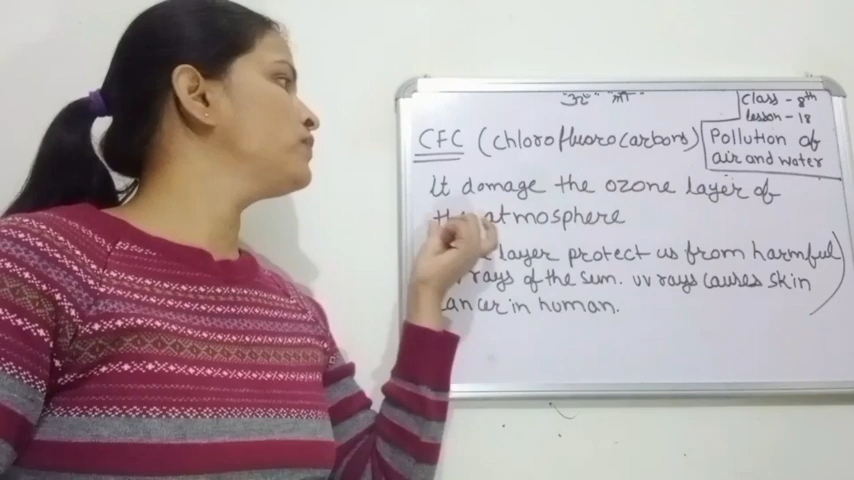 Class - 8th
lesson - 18
Pollution of
air and water
CFC (chlorofluorocarbons)
It damage the ozone layer of
atmosphere
layer protect us from harmful
rays of the sun. UV rays causes skin
cancer in human.